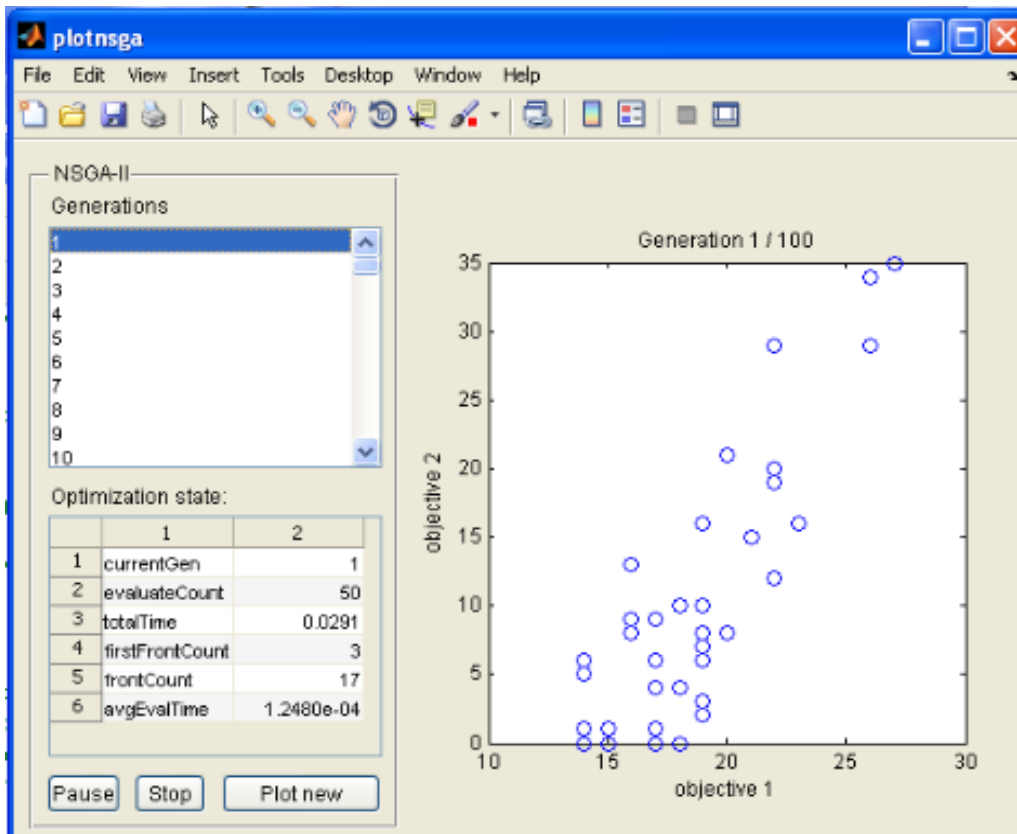 plotnsga
File Edit View Insert Tools Desktop Window Help
NSGA-II
Generations
1
2
3
4
5
6
7
8
9
10
Optimization state:
1 2
1 currentGen 1
2 evaluateCount 50
3 totalTime 0.0291
4 firstFrontCount 3
5 frontCount 17
6 avgEvalTime 1.2480e-04
Pause Stop Plot new
Generation 1 / 100
35
30
25
20
15
10
5
0
objective 2
10 15 20 25 30
objective 1